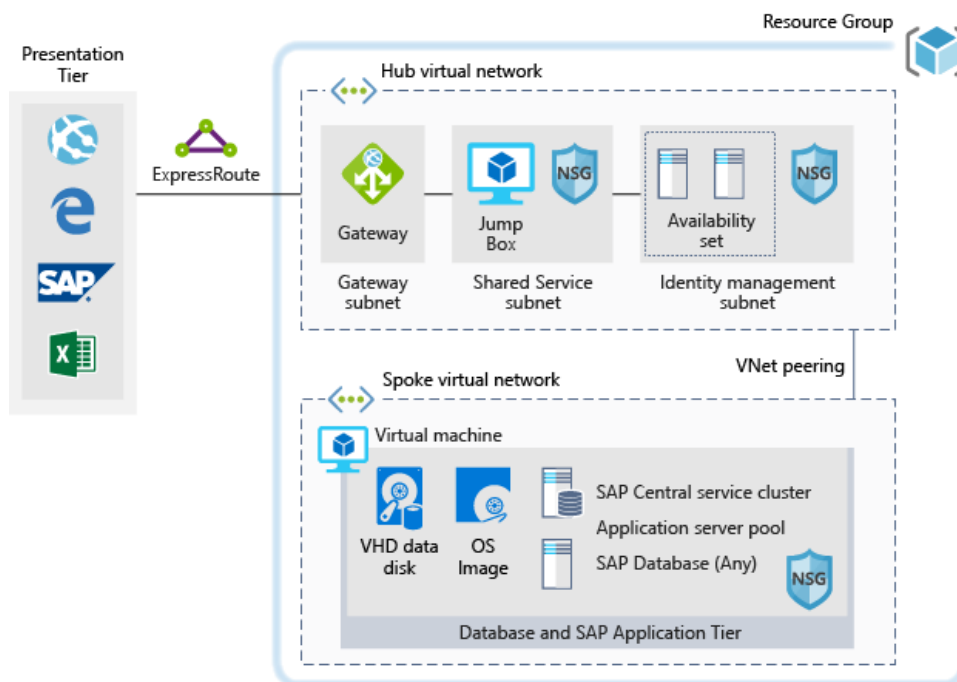 Resource Group
Presentation
Tier
Hub virtual network
ExpressRoute
NSG
NSG
Gateway
Jump
Box
Availability
set
Gateway
subnet
Shared Service
subnet
Identity management
subnet
SAP
X
VNet peering
Spoke virtual network
Virtual machine
SAP Central service cluster
Application server pool
SAP Database (Any)
VHD data
disk
OS
Image
NSG
Database and SAP Application Tier